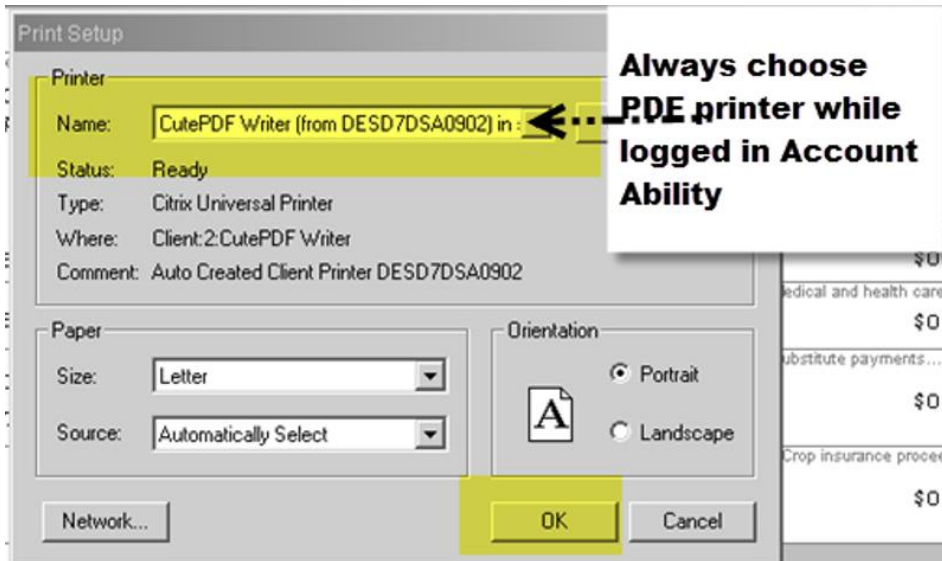 Print Setup
Printer
Name: CutePDF Writer (from DESD7DSA0902) in
Status: Ready
Type: Citrix Universal Printer
Where: Client:2:CutePDF Writer
Comment: Auto Created Client Printer DESD7DSA0902
Always choose
PDF printer while
logged in Account
Ability
Paper
Size: Letter
Source: Automatically Select
Orientation
A
Portrait
Landscape
Network...
OK
Cancel
$0
edical and health care
$0
ubstitute payments...
$0
Crop insurance procee
$0